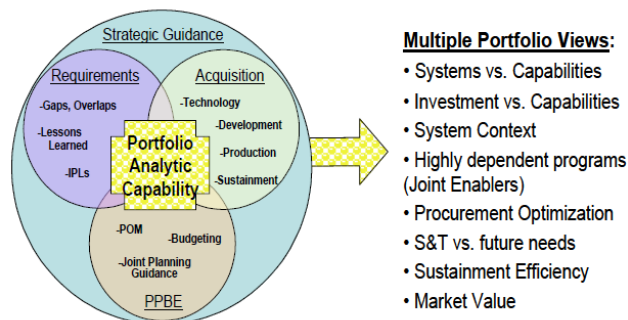 Strategic Guidance
Requirements
-Gaps, Overlaps
-Lessons
Learned
-IPLs
Acquisition
-Technology
-Development
-Production
-Sustainment
Portfolio
Analytic
Capability
-POM
-Budgeting
-Joint Planning
Guidance
PPBE
Multiple Portfolio Views:
• Systems vs. Capabilities
• Investment vs. Capabilities
• System Context
• Highly dependent programs
(Joint Enablers)
• Procurement Optimization
• S&T vs. future needs
• Sustainment Efficiency
• Market Value